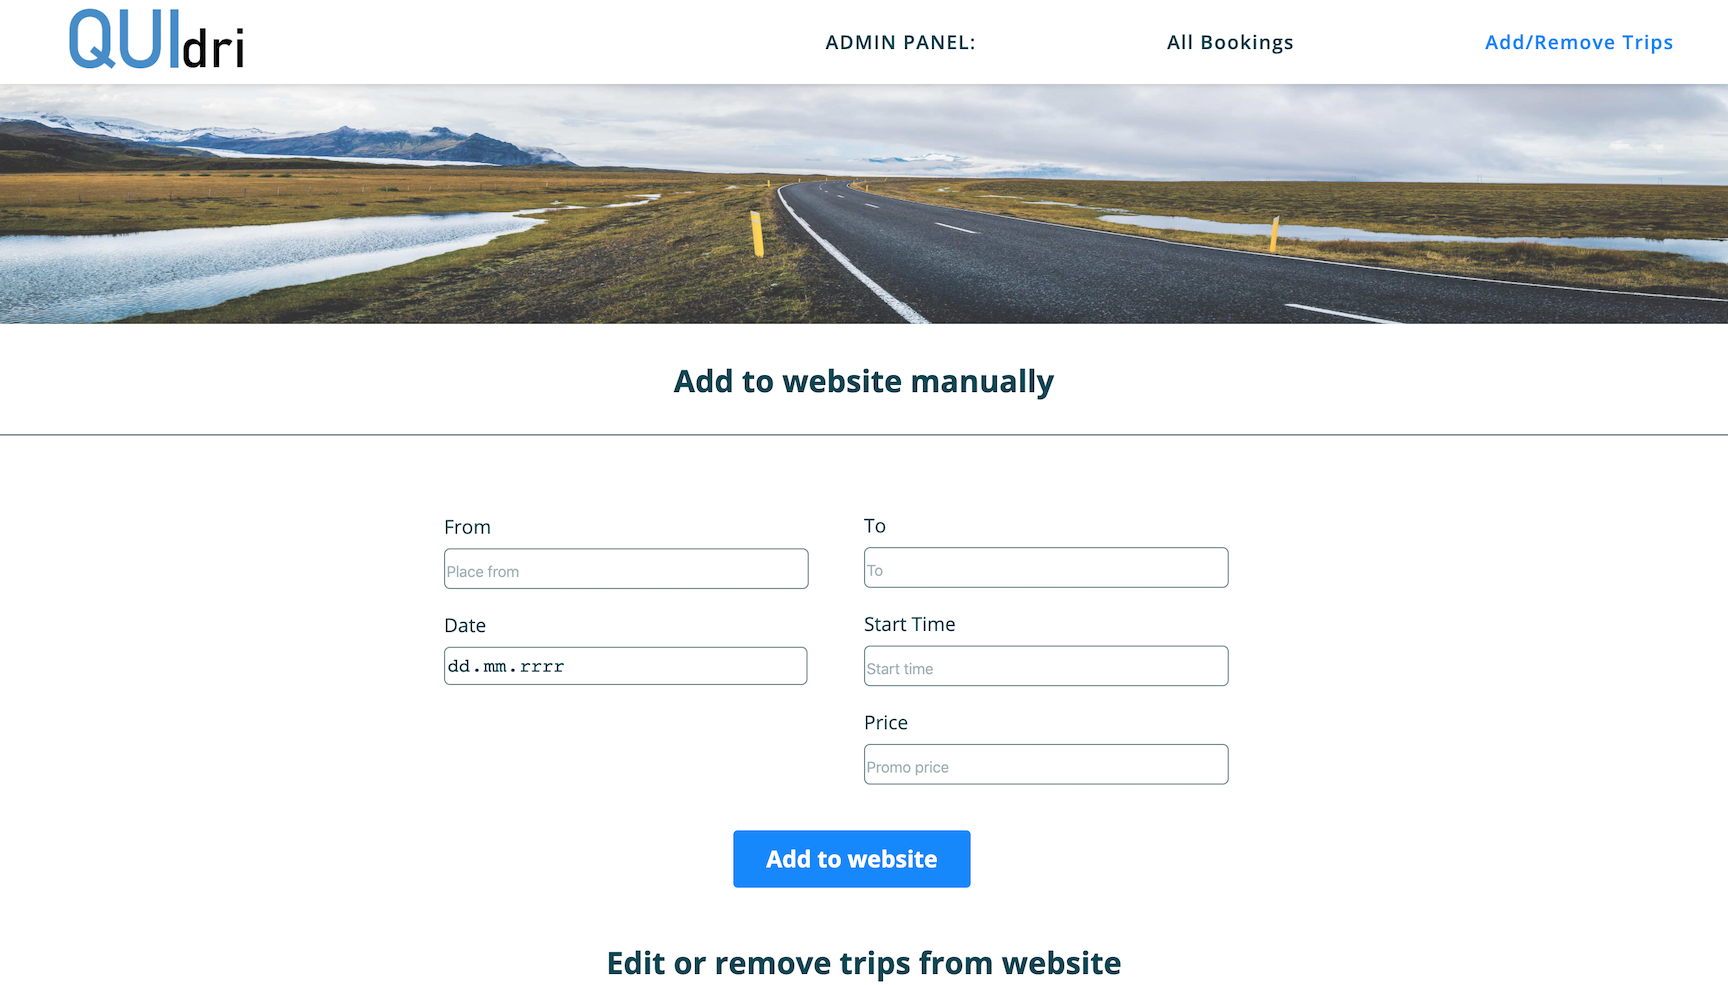 QUIdri
ADMIN PANEL:
All Bookings
Add/Remove Trips
Add to website manually
From
Place from
To
To
Date
dd.mm.rrrr
Start Time
Start time
Price
Promo price
Add to website
Edit or remove trips from website